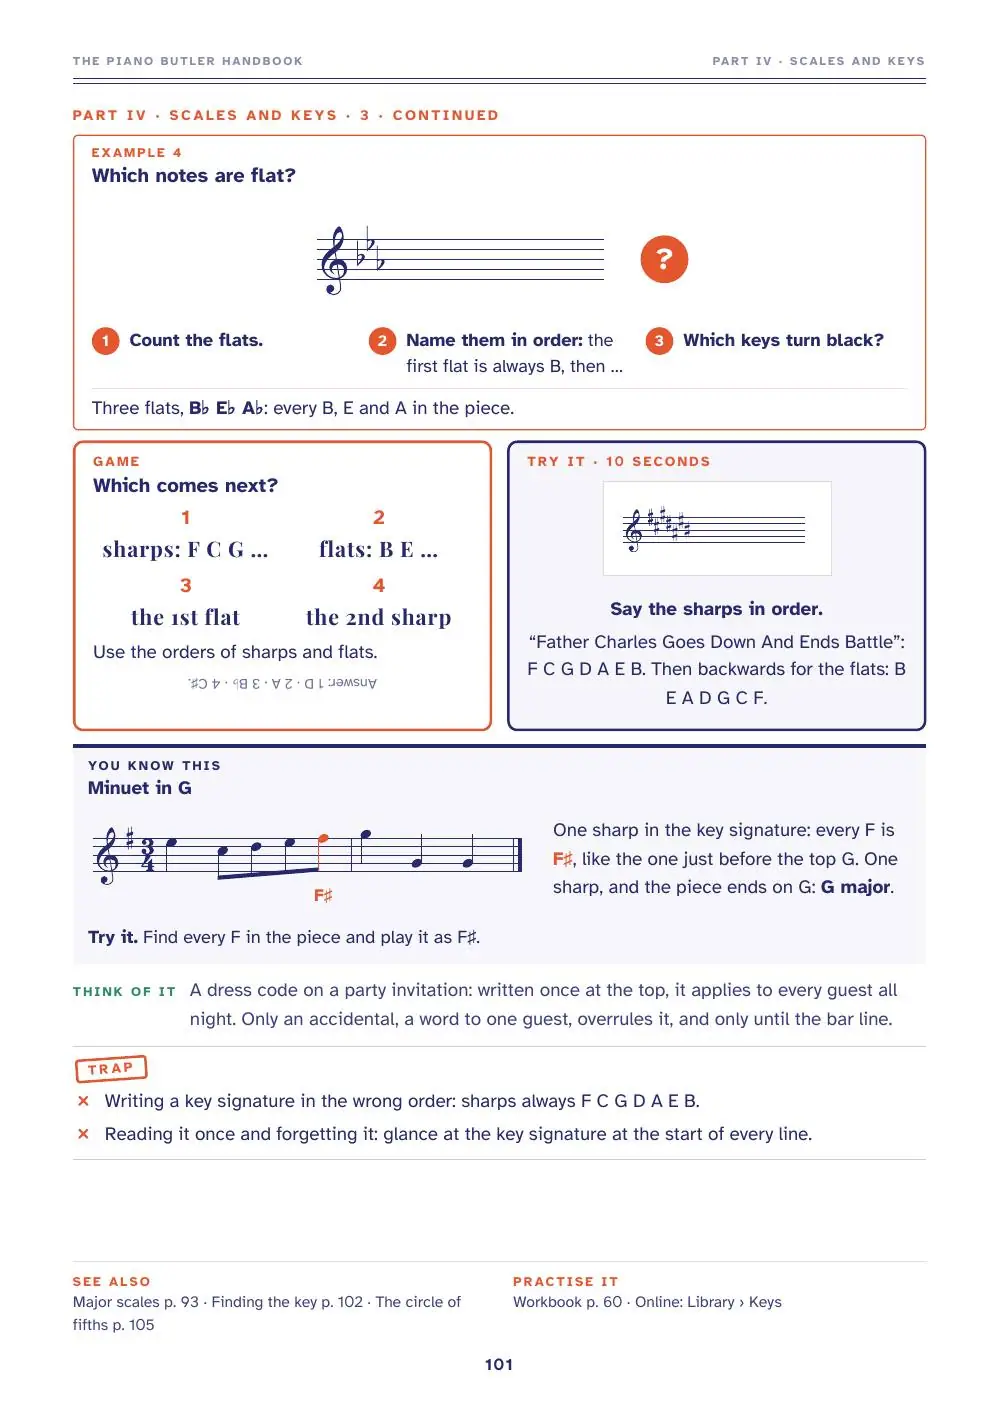 THE PIANO BUTLER HANDBOOK
PART IV · SCALES AND KEYS
PART IV · SCALES AND KEYS · 3 · CONTINUED
EXAMPLE 4
Which notes are flat?
?
1 Count the flats.
2 Name them in order: the
first flat is always B, then ...
3 Which keys turn black?
Three flats, B♭ E♭ A♭: every B, E and A in the piece.
GAME
Which comes next?
1
sharps: F C G ...
2
flats: B E ...
3
the 1st flat
4
the 2nd sharp
Use the orders of sharps and flats.
Answer: 1 D · 2 A · 3 B♭ · 4 C♯.
TRY IT · 10 SECONDS
Say the sharps in order.
“Father Charles Goes Down And Ends Battle”:
F C G D A E B. Then backwards for the flats: B
E A D G C F.
YOU KNOW THIS
Minuet in G
3
4
F♯
One sharp in the key signature: every F is
F♯, like the one just before the top G. One
sharp, and the piece ends on G: G major.
Try it. Find every F in the piece and play it as F♯.
THINK OF IT
A dress code on a party invitation: written once at the top, it applies to every guest all
night. Only an accidental, a word to one guest, overrules it, and only until the bar line.
TRAP
× Writing a key signature in the wrong order: sharps always F C G D A E B.
× Reading it once and forgetting it: glance at the key signature at the start of every line.
SEE ALSO
Major scales p. 93 · Finding the key p. 102 · The circle of
fifths p. 105
PRACTISE IT
Workbook p. 60 · Online: Library › Keys
101